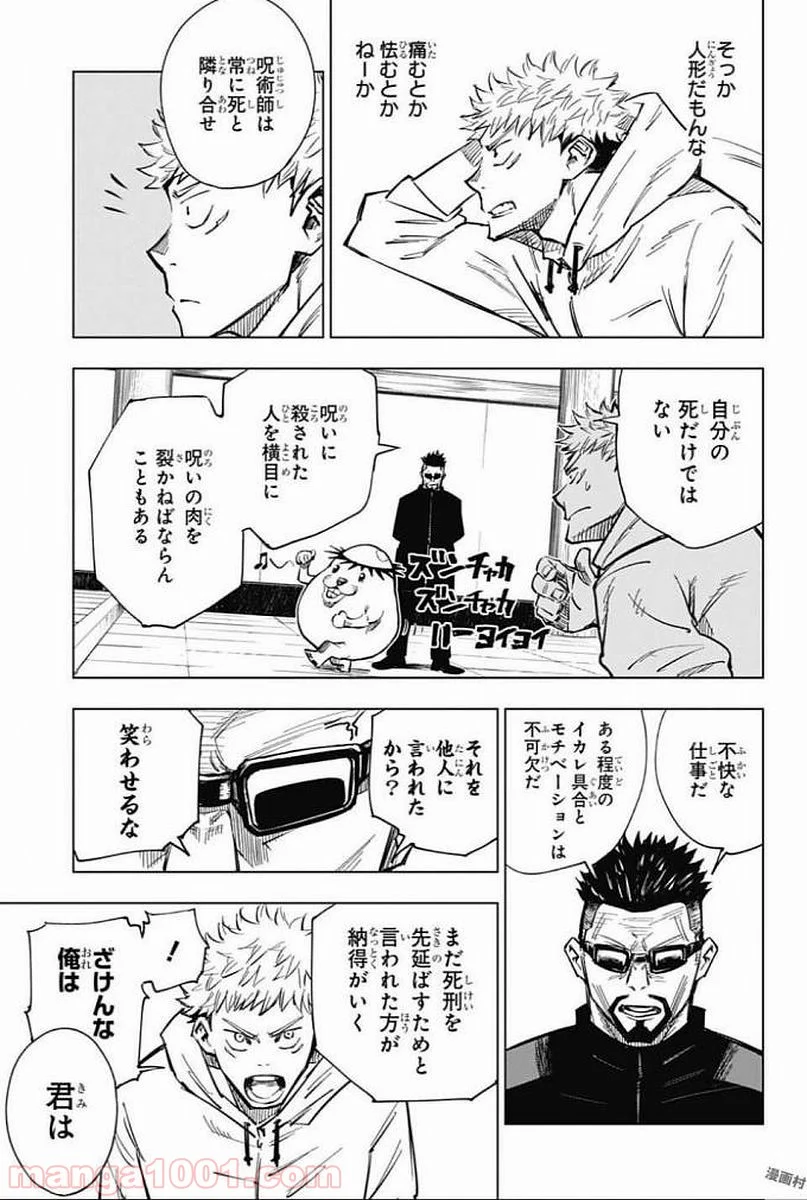 そっか
人形だもんな
痛むとか
怯むとか
ねーか
呪術師は
常に死と
隣り合せ
自分の
死だけでは
ない
呪いに
殺された
人を横目に
呪いの肉を
裂かねばならん
こともある
♪
ズンチャカ
ズンチャカ
ハーヨイヨイ
不快な
仕事だ
ある程度の
イカレ具合と
モチベーションは
不可欠だ
それを
他人に
言われた
から?
笑わせるな
まだ死刑を
先延ばすためと
言われた方が
納得がいく
!
ざけんな
俺は
君は
manga1001.com
漫画村